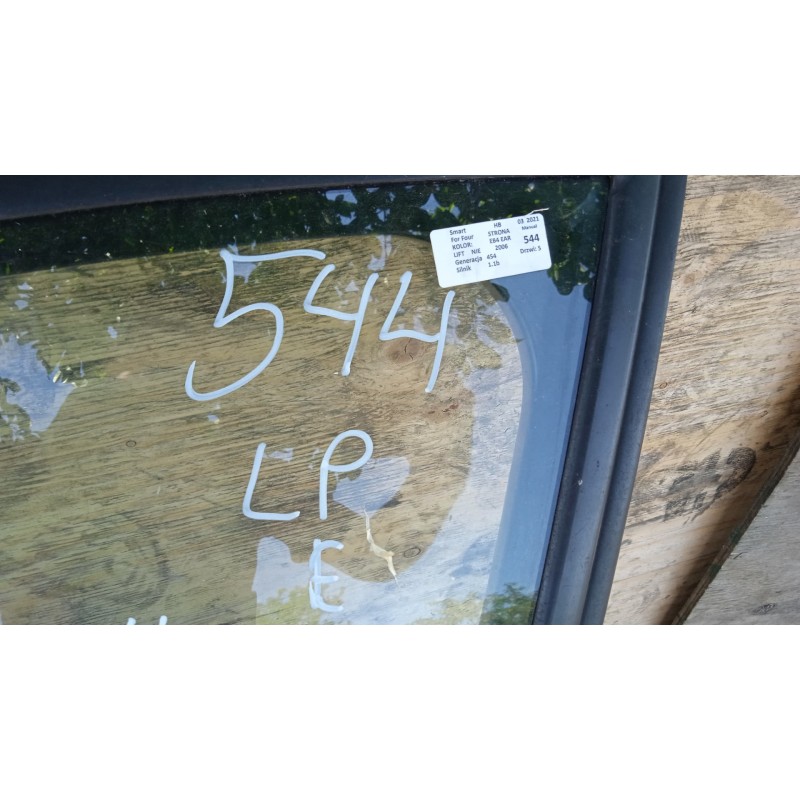 Smart HB 03 2021
For Four STRONA Manual
KOLOR: EB4 EAR 544
LIFT NIE 2006 Drzwi: 5
Generacja 454
Silnik 1.1b
544
LP
E